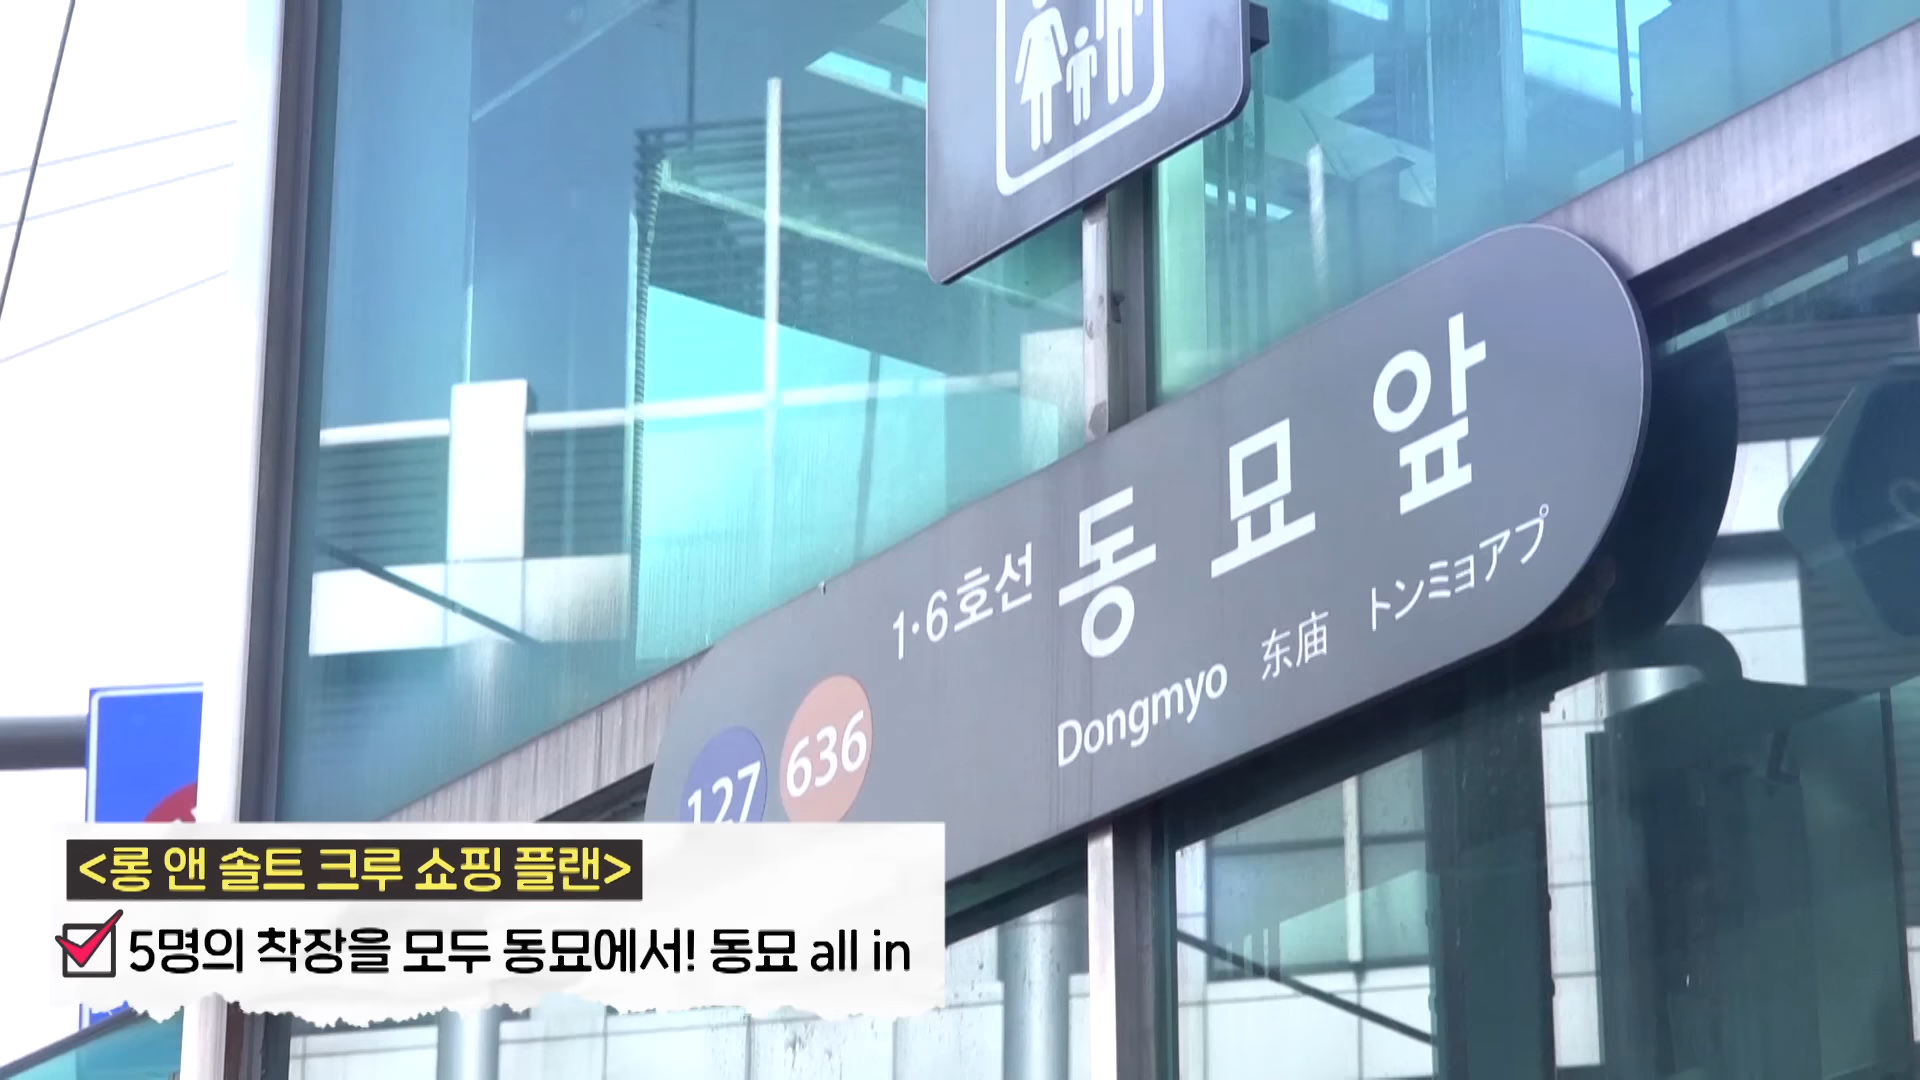 1·6호선 동묘앞
Dongmyo 东庙 トンミョアプ
127 636
<롱 앤 솔트 크루 쇼핑 플랜>
5명의 착장을 모두 동묘에서! 동묘 all in